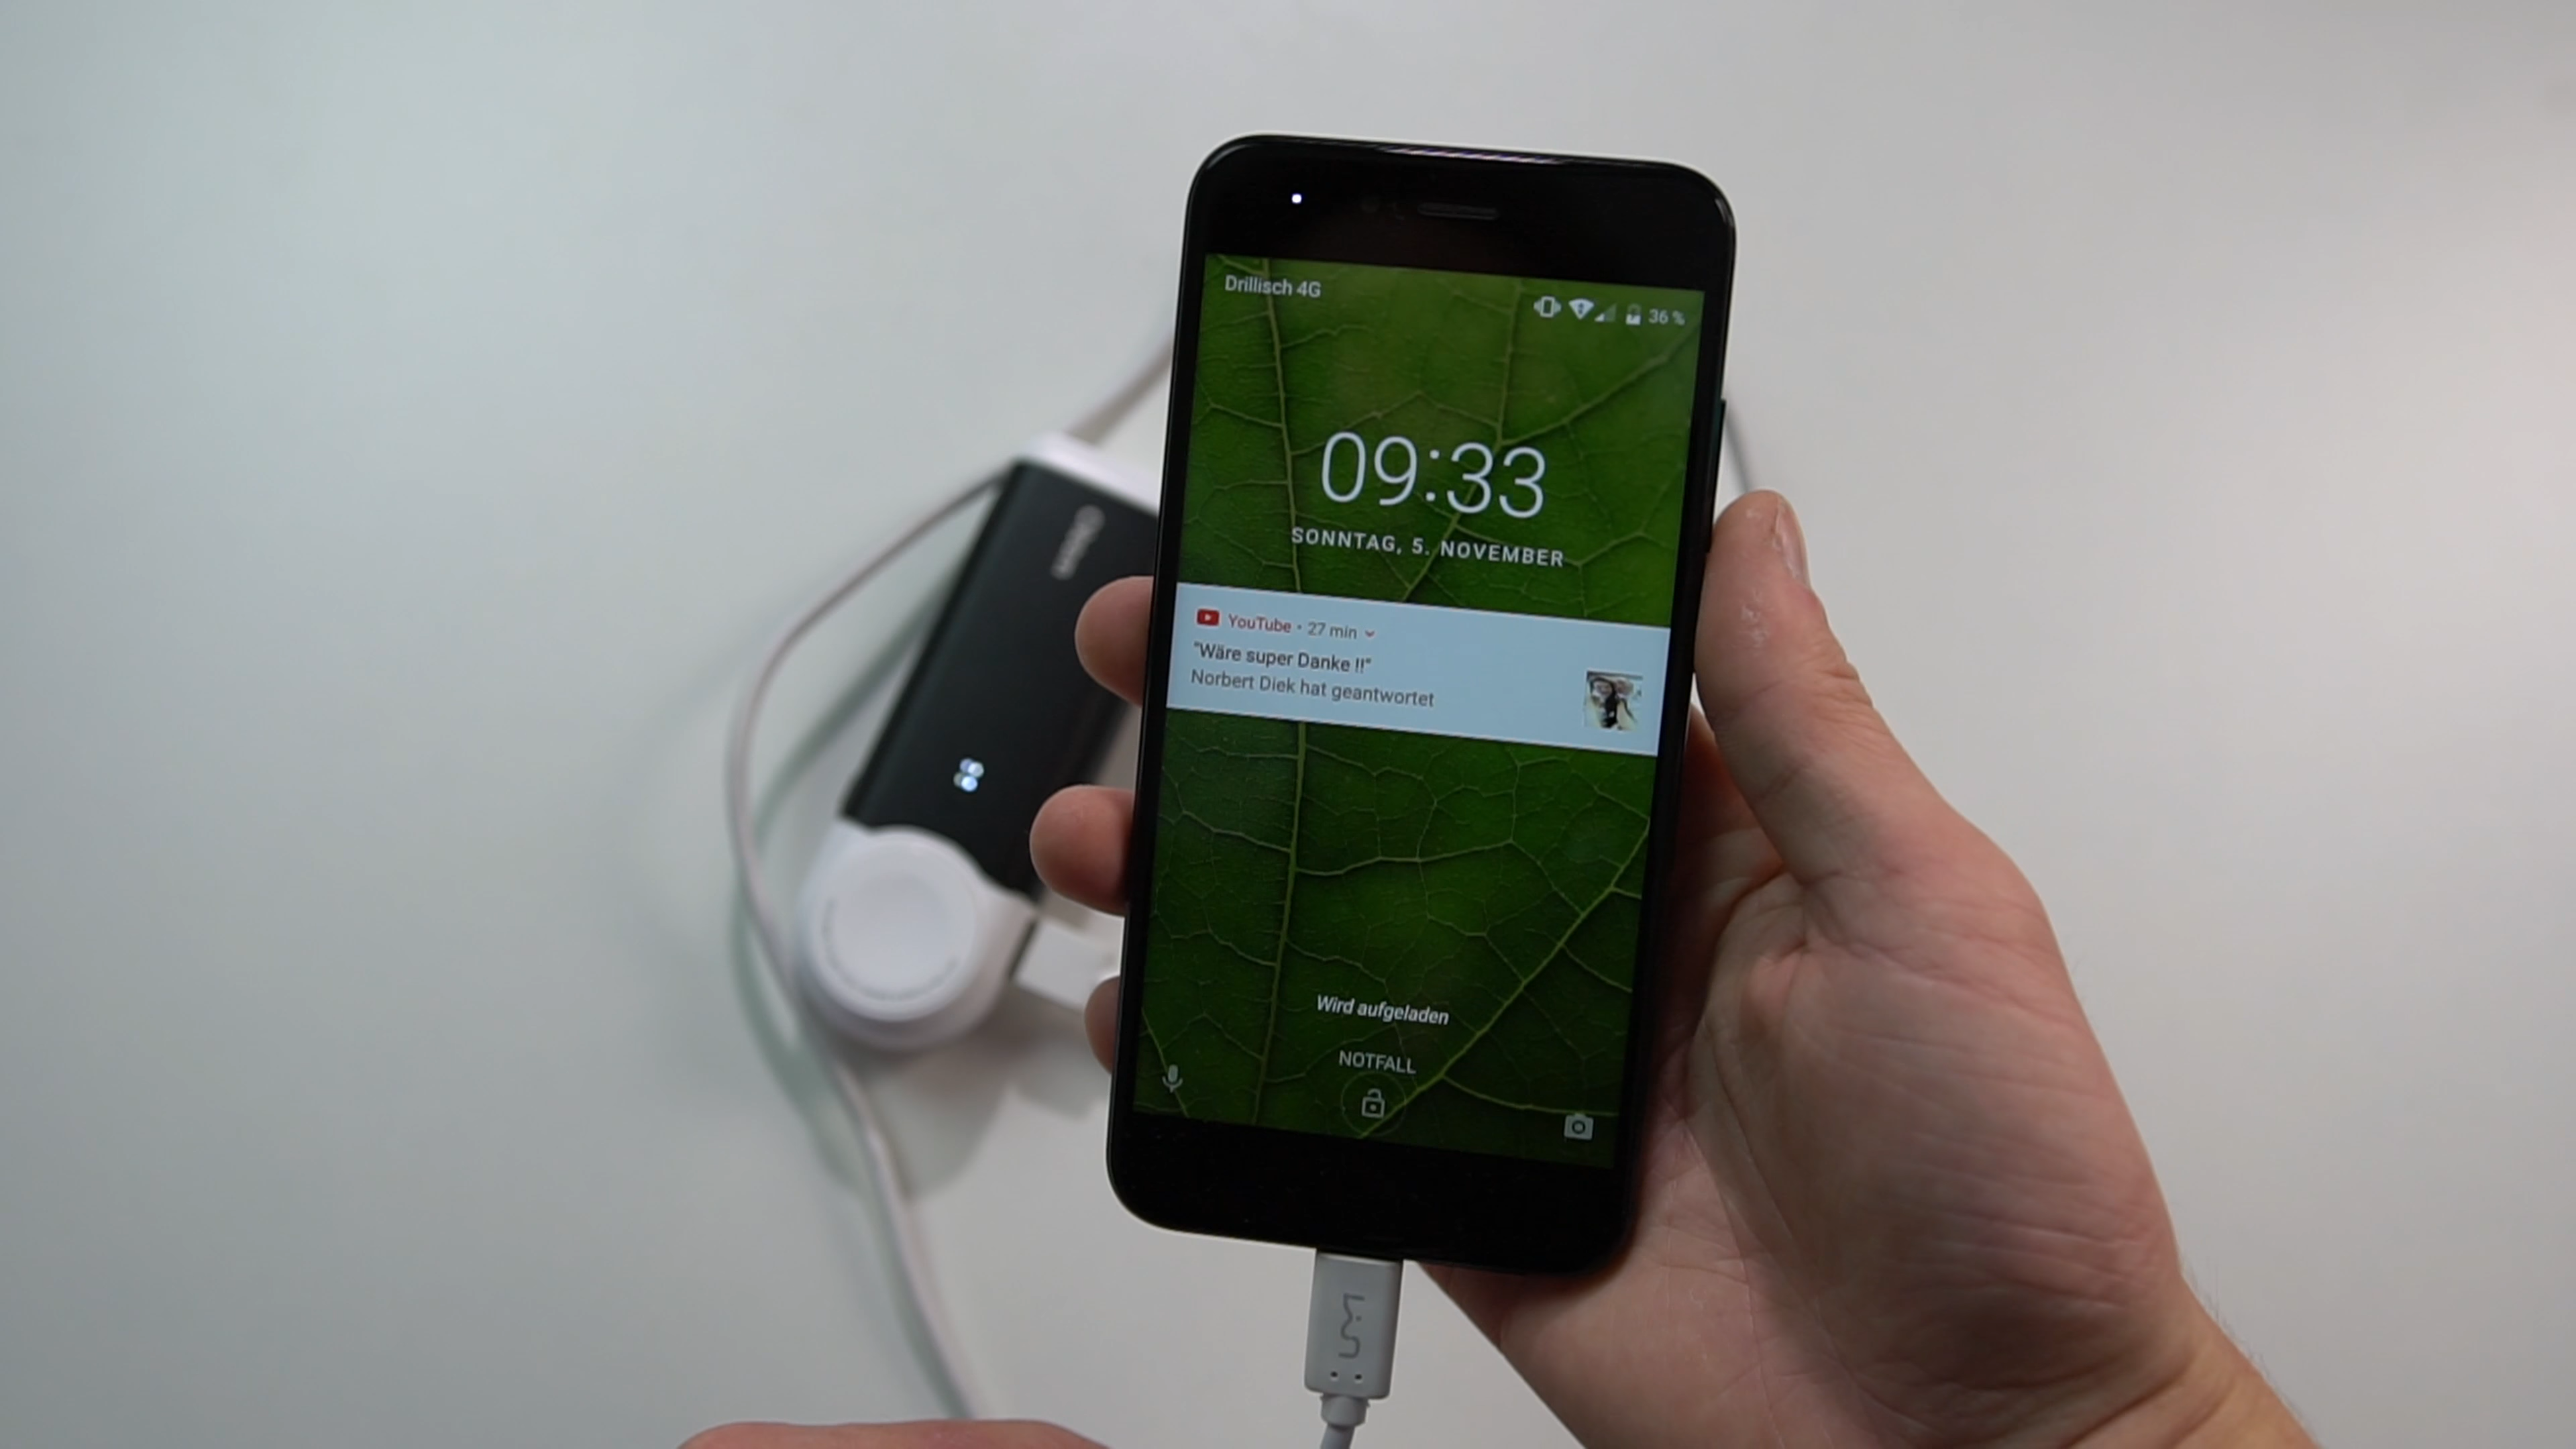 Drillisch 4G
36 %
09:33
SONNTAG, 5. NOVEMBER
YouTube • 27 min
"Wäre super Danke !!"
Norbert Diek hat geantwortet
Wird aufgeladen
NOTFALL